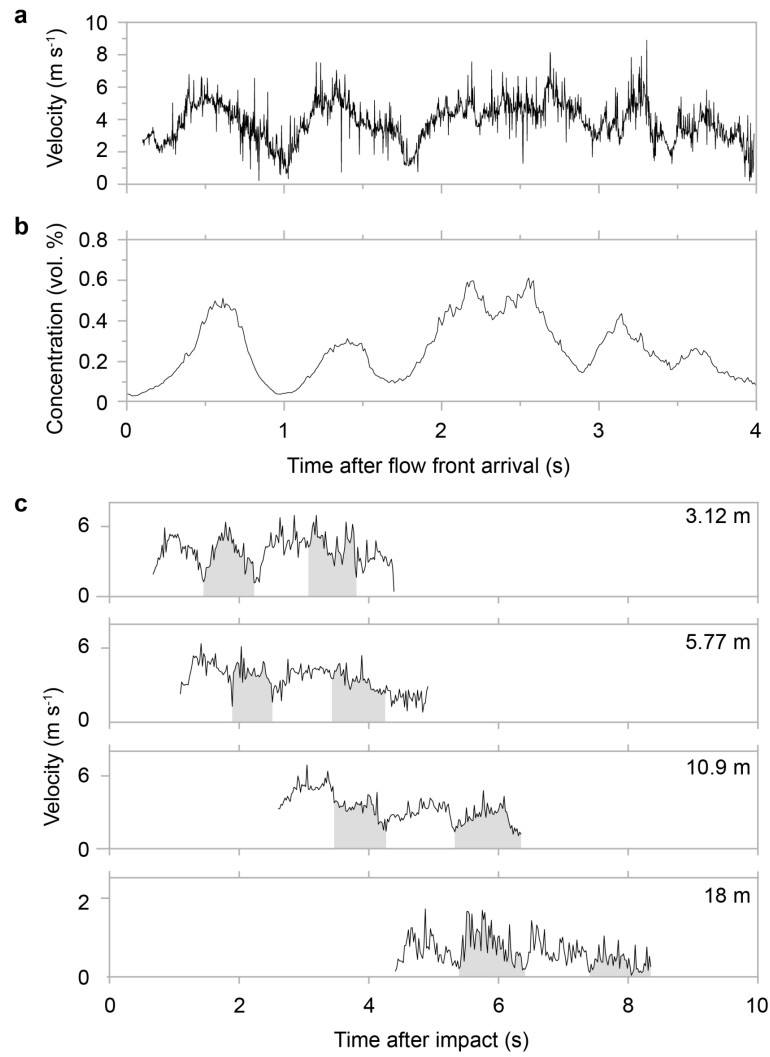 a
Velocity (m s-1)
10
8
6
4
2
0
b
Concentration (vol. %)
0.8
0.6
0.4
0.2
0
0 1 2 3 4
Time after flow front arrival (s)
c
Velocity (m s-1)
3.12 m
6
0
5.77 m
6
0
10.9 m
6
0
18 m
2
0
0 2 4 6 8 10
Time after impact (s)